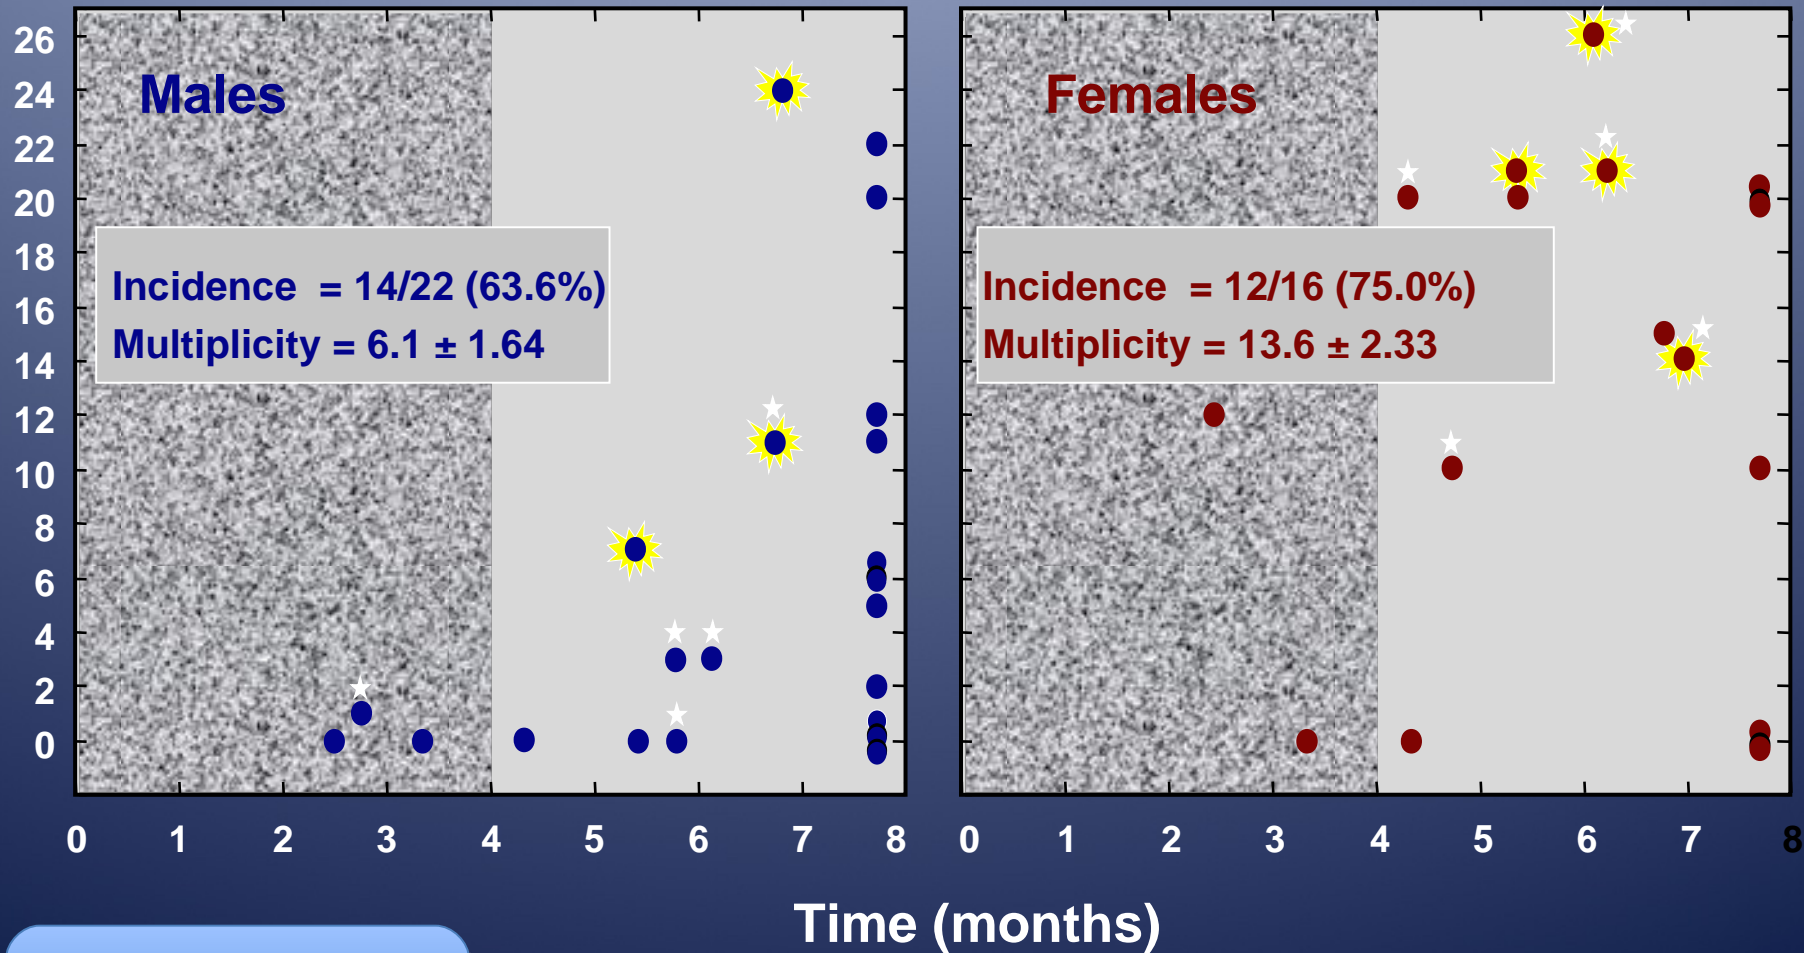 Males
Females
26
24
22
20
18
16
14
12
10
8
6
4
2
0
Incidence = 14/22 (63.6%)
Multiplicity = 6.1 ± 1.64
Incidence = 12/16 (75.0%)
Multiplicity = 13.6 ± 2.33
0 1 2 3 4 5 6 7 8
0 1 2 3 4 5 6 7 8
Time (months)